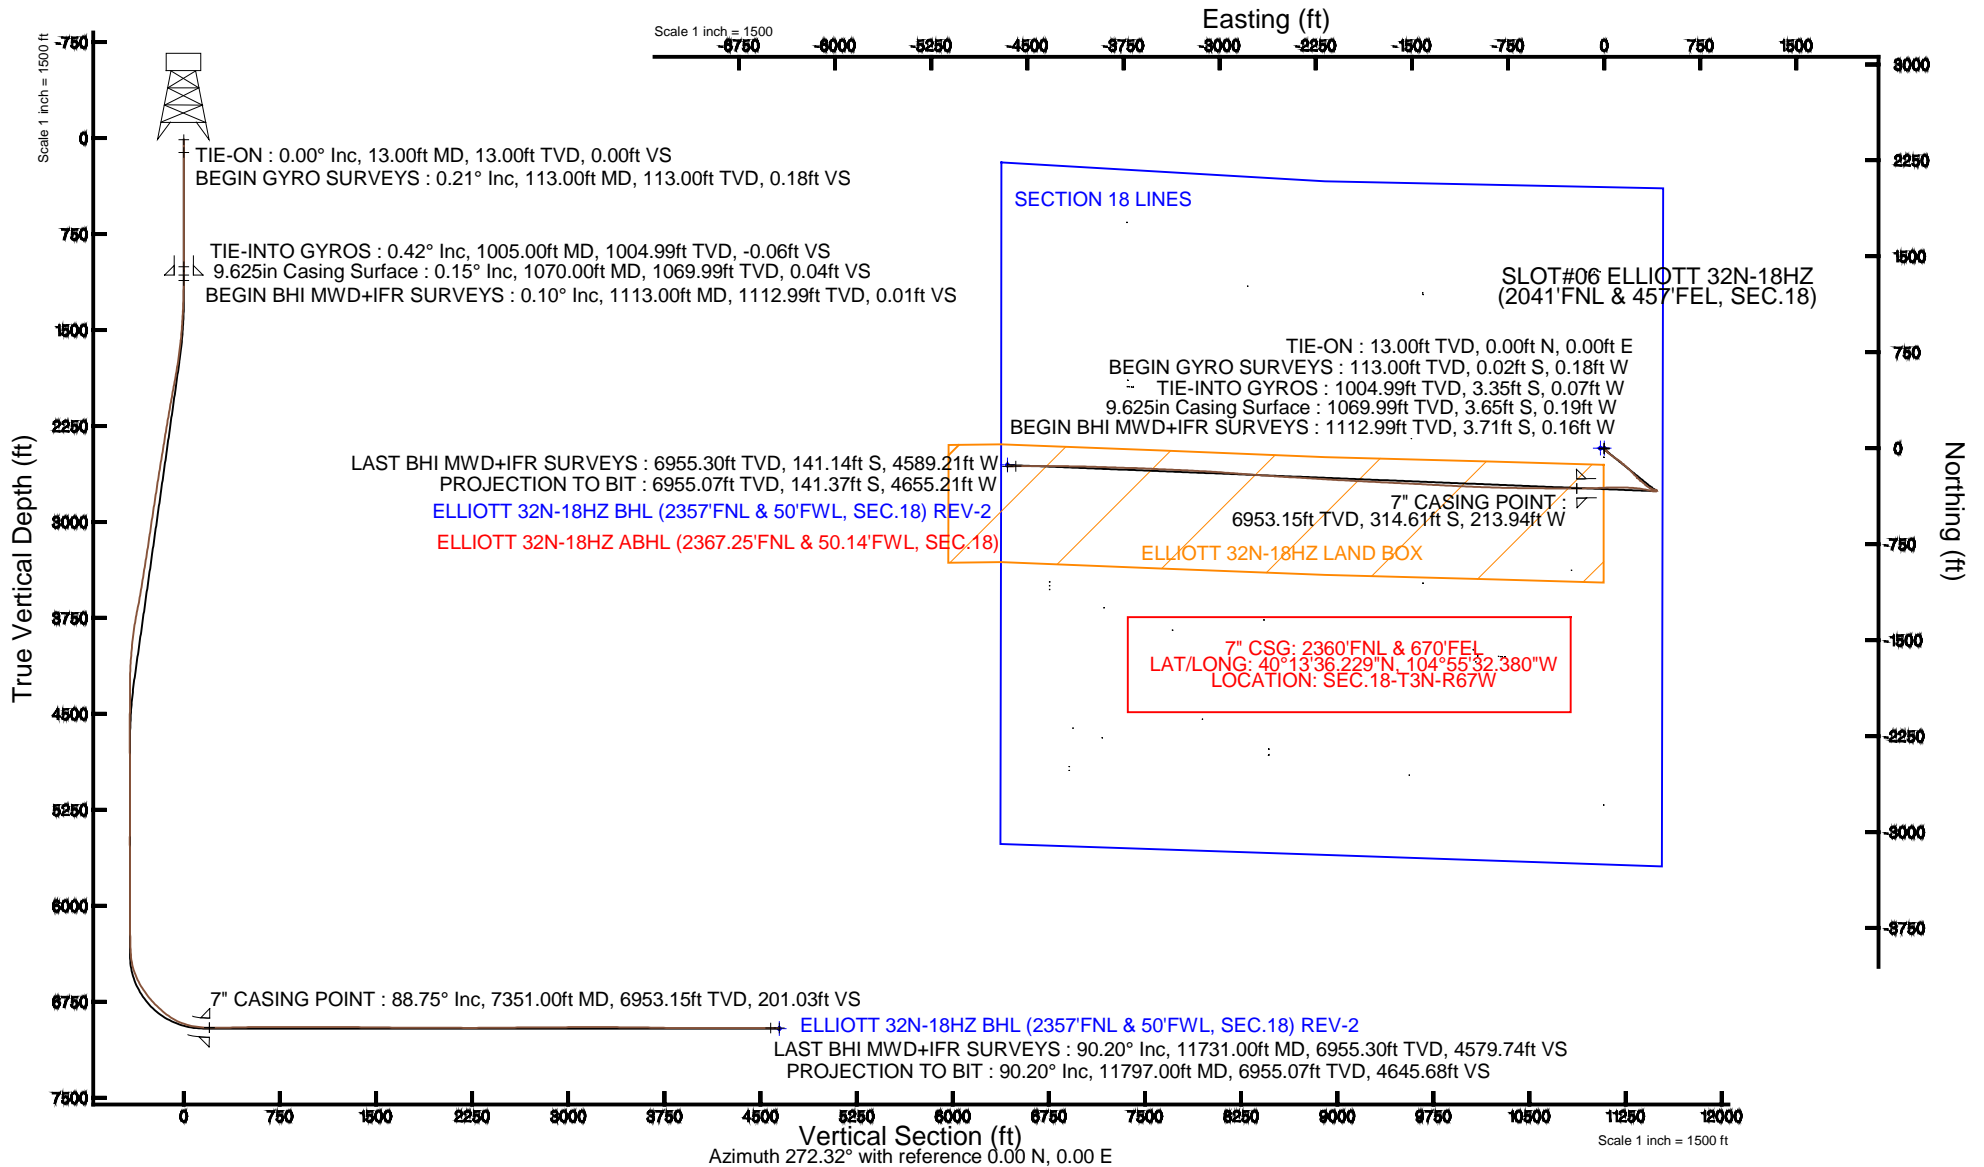 Easting (ft)
Scale 1 inch = 1500
-6750 -6000 -5250 -4500 -3750 -3000 -2250 -1500 -750 0 750 1500
Scale 1 inch = 1500 ft
-750
0
750
1500
2250
3000
3750
4500
5250
6000
6750
7500
True Vertical Depth (ft)
TIE-ON : 0.00° Inc, 13.00ft MD, 13.00ft TVD, 0.00ft VS
BEGIN GYRO SURVEYS : 0.21° Inc, 113.00ft MD, 113.00ft TVD, 0.18ft VS
TIE-INTO GYROS : 0.42° Inc, 1005.00ft MD, 1004.99ft TVD, -0.06ft VS
9.625in Casing Surface : 0.15° Inc, 1070.00ft MD, 1069.99ft TVD, 0.04ft VS
BEGIN BHI MWD+IFR SURVEYS : 0.10° Inc, 1113.00ft MD, 1112.99ft TVD, 0.01ft VS
SECTION 18 LINES
SLOT#06 ELLIOTT 32N-18HZ
(2041'FNL & 457'FEL, SEC.18)
TIE-ON : 13.00ft TVD, 0.00ft N, 0.00ft E
BEGIN GYRO SURVEYS : 113.00ft TVD, 0.02ft S, 0.18ft W
TIE-INTO GYROS : 1004.99ft TVD, 3.35ft S, 0.07ft W
9.625in Casing Surface : 1069.99ft TVD, 3.65ft S, 0.19ft W
BEGIN BHI MWD+IFR SURVEYS : 1112.99ft TVD, 3.71ft S, 0.16ft W
LAST BHI MWD+IFR SURVEYS : 6955.30ft TVD, 141.14ft S, 4589.21ft W
PROJECTION TO BIT : 6955.07ft TVD, 141.37ft S, 4655.21ft W
ELLIOTT 32N-18HZ BHL (2357'FNL & 50'FWL, SEC.18) REV-2
ELLIOTT 32N-18HZ ABHL (2367.25'FNL & 50.14'FWL, SEC.18)
7" CASING POINT :
6953.15ft TVD, 314.61ft S, 213.94ft W
ELLIOTT 32N-18HZ LAND BOX
7" CSG: 2360'FNL & 670'FEL
LAT/LONG: 40°13'36.229"N, 104°55'32.380"W
LOCATION: SEC.18-T3N-R67W
3000
2250
1500
750
0
-750
-1500
-2250
-3000
-3750
Northing (ft)
7" CASING POINT : 88.75° Inc, 7351.00ft MD, 6953.15ft TVD, 201.03ft VS
ELLIOTT 32N-18HZ BHL (2357'FNL & 50'FWL, SEC.18) REV-2
LAST BHI MWD+IFR SURVEYS : 90.20° Inc, 11731.00ft MD, 6955.30ft TVD, 4579.74ft VS
PROJECTION TO BIT : 90.20° Inc, 11797.00ft MD, 6955.07ft TVD, 4645.68ft VS
0 750 1500 2250 3000 3750 4500 5250 6000 6750 7500 8250 9000 9750 10500 11250 12000
Vertical Section (ft)
Scale 1 inch = 1500 ft
Azimuth 272.32° with reference 0.00 N, 0.00 E